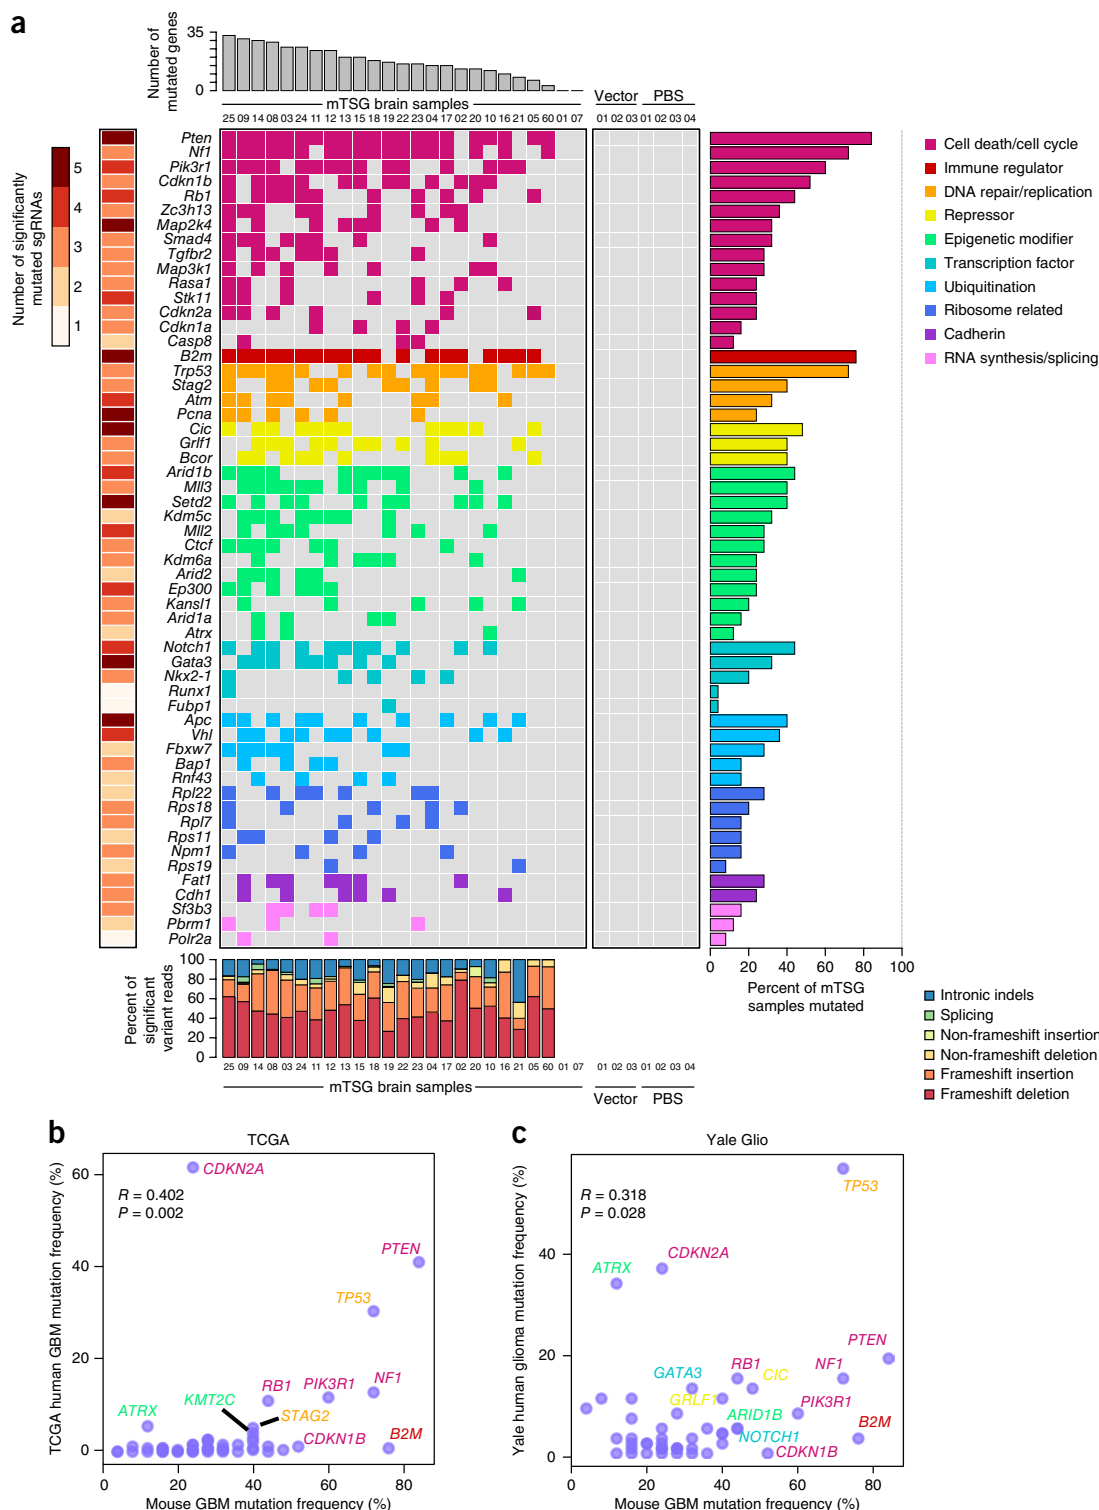 a
Number of
mutated genes
35
0
mTSG brain samples
Vector
PBS
25 09 14 08 03 24 11 12 13 15 18 19 22 23 04 17 02 20 10 16 21 05 60 01 07
01 02 03
01 02 03 04
Number of significantly
mutated sgRNAs
5
4
3
2
1
Pten
Nf1
Pik3r1
Cdkn1b
Rb1
Zc3h13
Map2k4
Smad4
Tgfbr2
Map3k1
Rasa1
Stk11
Cdkn2a
Cdkn1a
Casp8
B2m
Trp53
Stag2
Atm
Pcna
Cic
Grlf1
Bcor
Arid1b
Mll3
Setd2
Kdm5c
Mll2
Ctcf
Kdm6a
Arid2
Ep300
Kansl1
Arid1a
Atrx
Notch1
Gata3
Nkx2-1
Runx1
Fubp1
Apc
Vhl
Fbxw7
Bap1
Rnf43
Rpl22
Rps18
Rpl7
Rps11
Npm1
Rps19
Fat1
Cdh1
Sf3b3
Pbrm1
Polr2a
Cell death/cell cycle
Immune regulator
DNA repair/replication
Repressor
Epigenetic modifier
Transcription factor
Ubiquitination
Ribosome related
Cadherin
RNA synthesis/splicing
0 20 40 60 80 100
Percent of mTSG
samples mutated
Percent of
significant
variant reads
100
80
60
40
20
0
25 09 14 08 03 24 11 12 13 15 18 19 22 23 04 17 02 20 10 16 21 05 60 01 07
01 02 03
01 02 03 04
mTSG brain samples
Vector
PBS
Intronic indels
Splicing
Non-frameshift insertion
Non-frameshift deletion
Frameshift insertion
Frameshift deletion
b
TCGA
TCGA human GBM mutation frequency (%)
60
40
20
0
R = 0.402
P = 0.002
CDKN2A
PTEN
TP53
NF1
PIK3R1
RB1
KMT2C
ATRX
STAG2
CDKN1B
B2M
0 20 40 60 80
Mouse GBM mutation frequency (%)
c
Yale Glio
Yale human glioma mutation frequency (%)
40
20
0
R = 0.318
P = 0.028
TP53
CDKN2A
ATRX
PTEN
RB1
NF1
GATA3
CIC
GRLF1
PIK3R1
ARID1B
B2M
NOTCH1
CDKN1B
0 20 40 60 80
Mouse GBM mutation frequency (%)